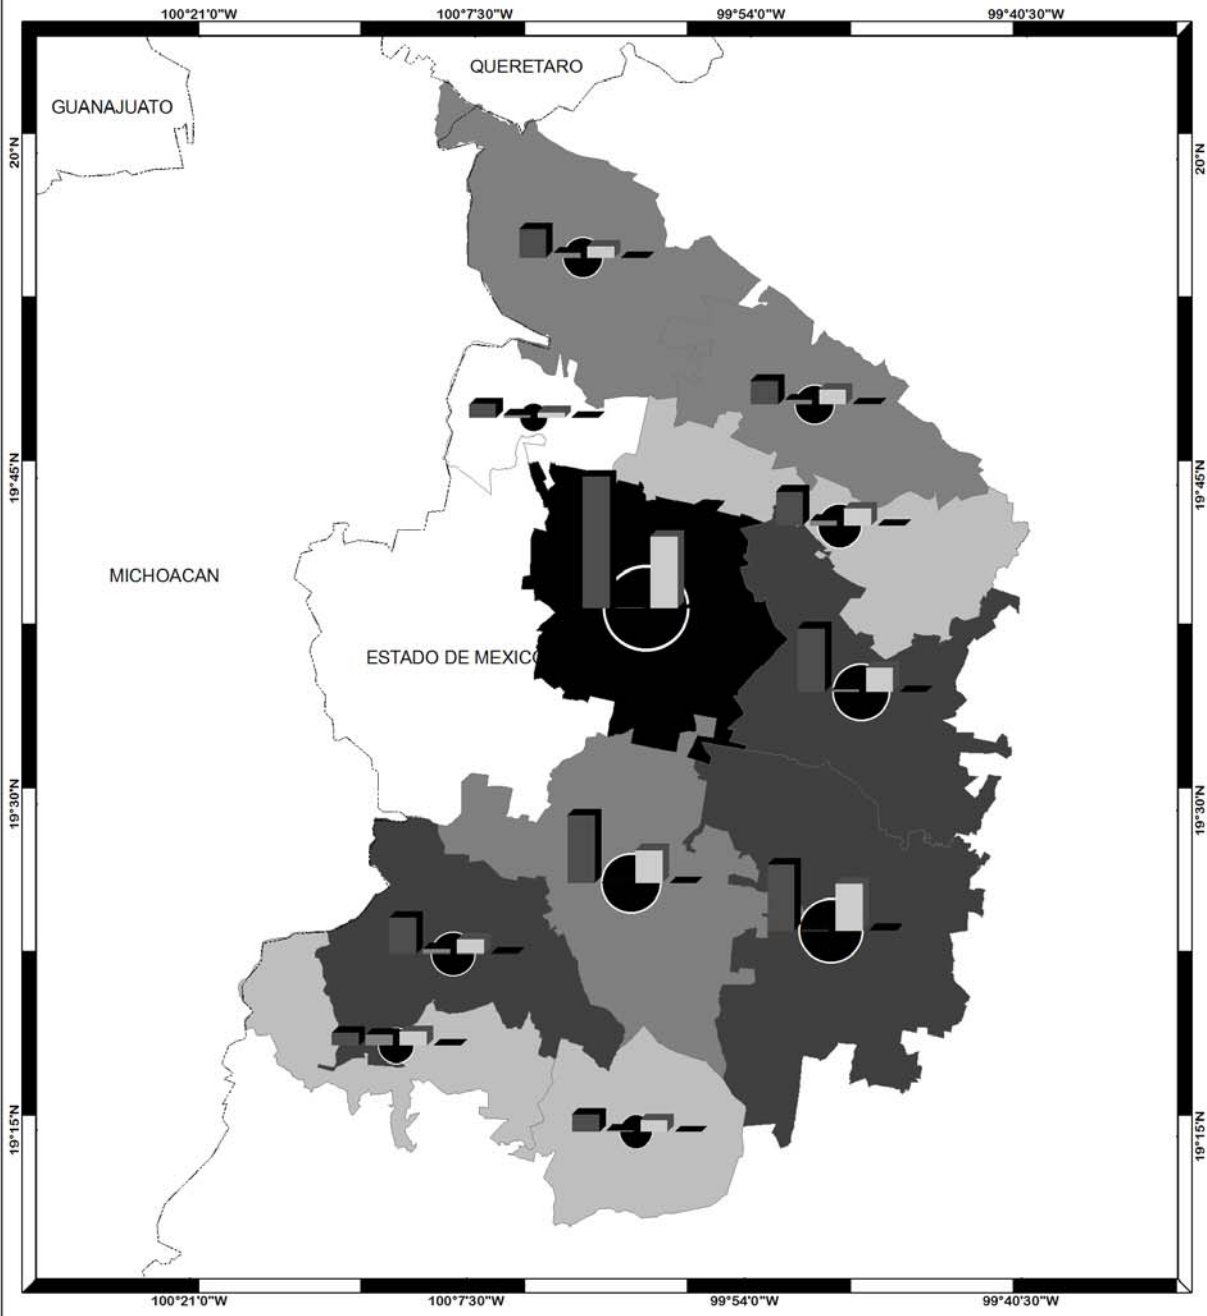 100°21'0"W 100°7'30"W 99°54'0"W 99°40'30"W
QUERETARO
GUANAJUATO
20°N 20°N
19°45'N 19°45'N
MICHOACAN
ESTADO DE MEXICO
19°30'N 19°30'N
19°15'N 19°15'N
100°21'0"W 100°7'30"W 99°54'0"W 99°40'30"W